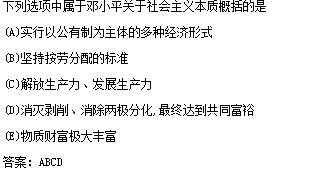 下列选项中属于邓小平关于社会主义本质概括的是
(A)实行以公有制为主体的多种经济形式
(B)坚持按劳分配的标准
(C)解放生产力、发展生产力
(D)消灭剥削、消除两极分化,最终达到共同富裕
(E)物质财富极大丰富
答案：ABCD